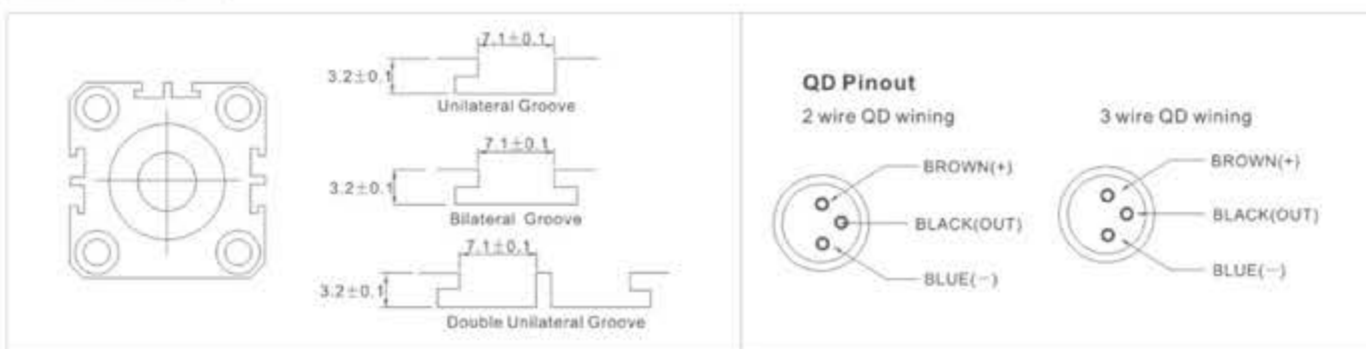 7.1±0.1
3.2±0.1
Unilateral Groove
7.1±0.1
3.2±0.1
Bilateral Groove
7.1±0.1
3.2±0.1
Double Unilateral Groove
QD Pinout
2 wire QD wining
BROWN(+)
BLACK(OUT)
BLUE(−)
3 wire QD wining
BROWN(+)
BLACK(OUT)
BLUE(−)